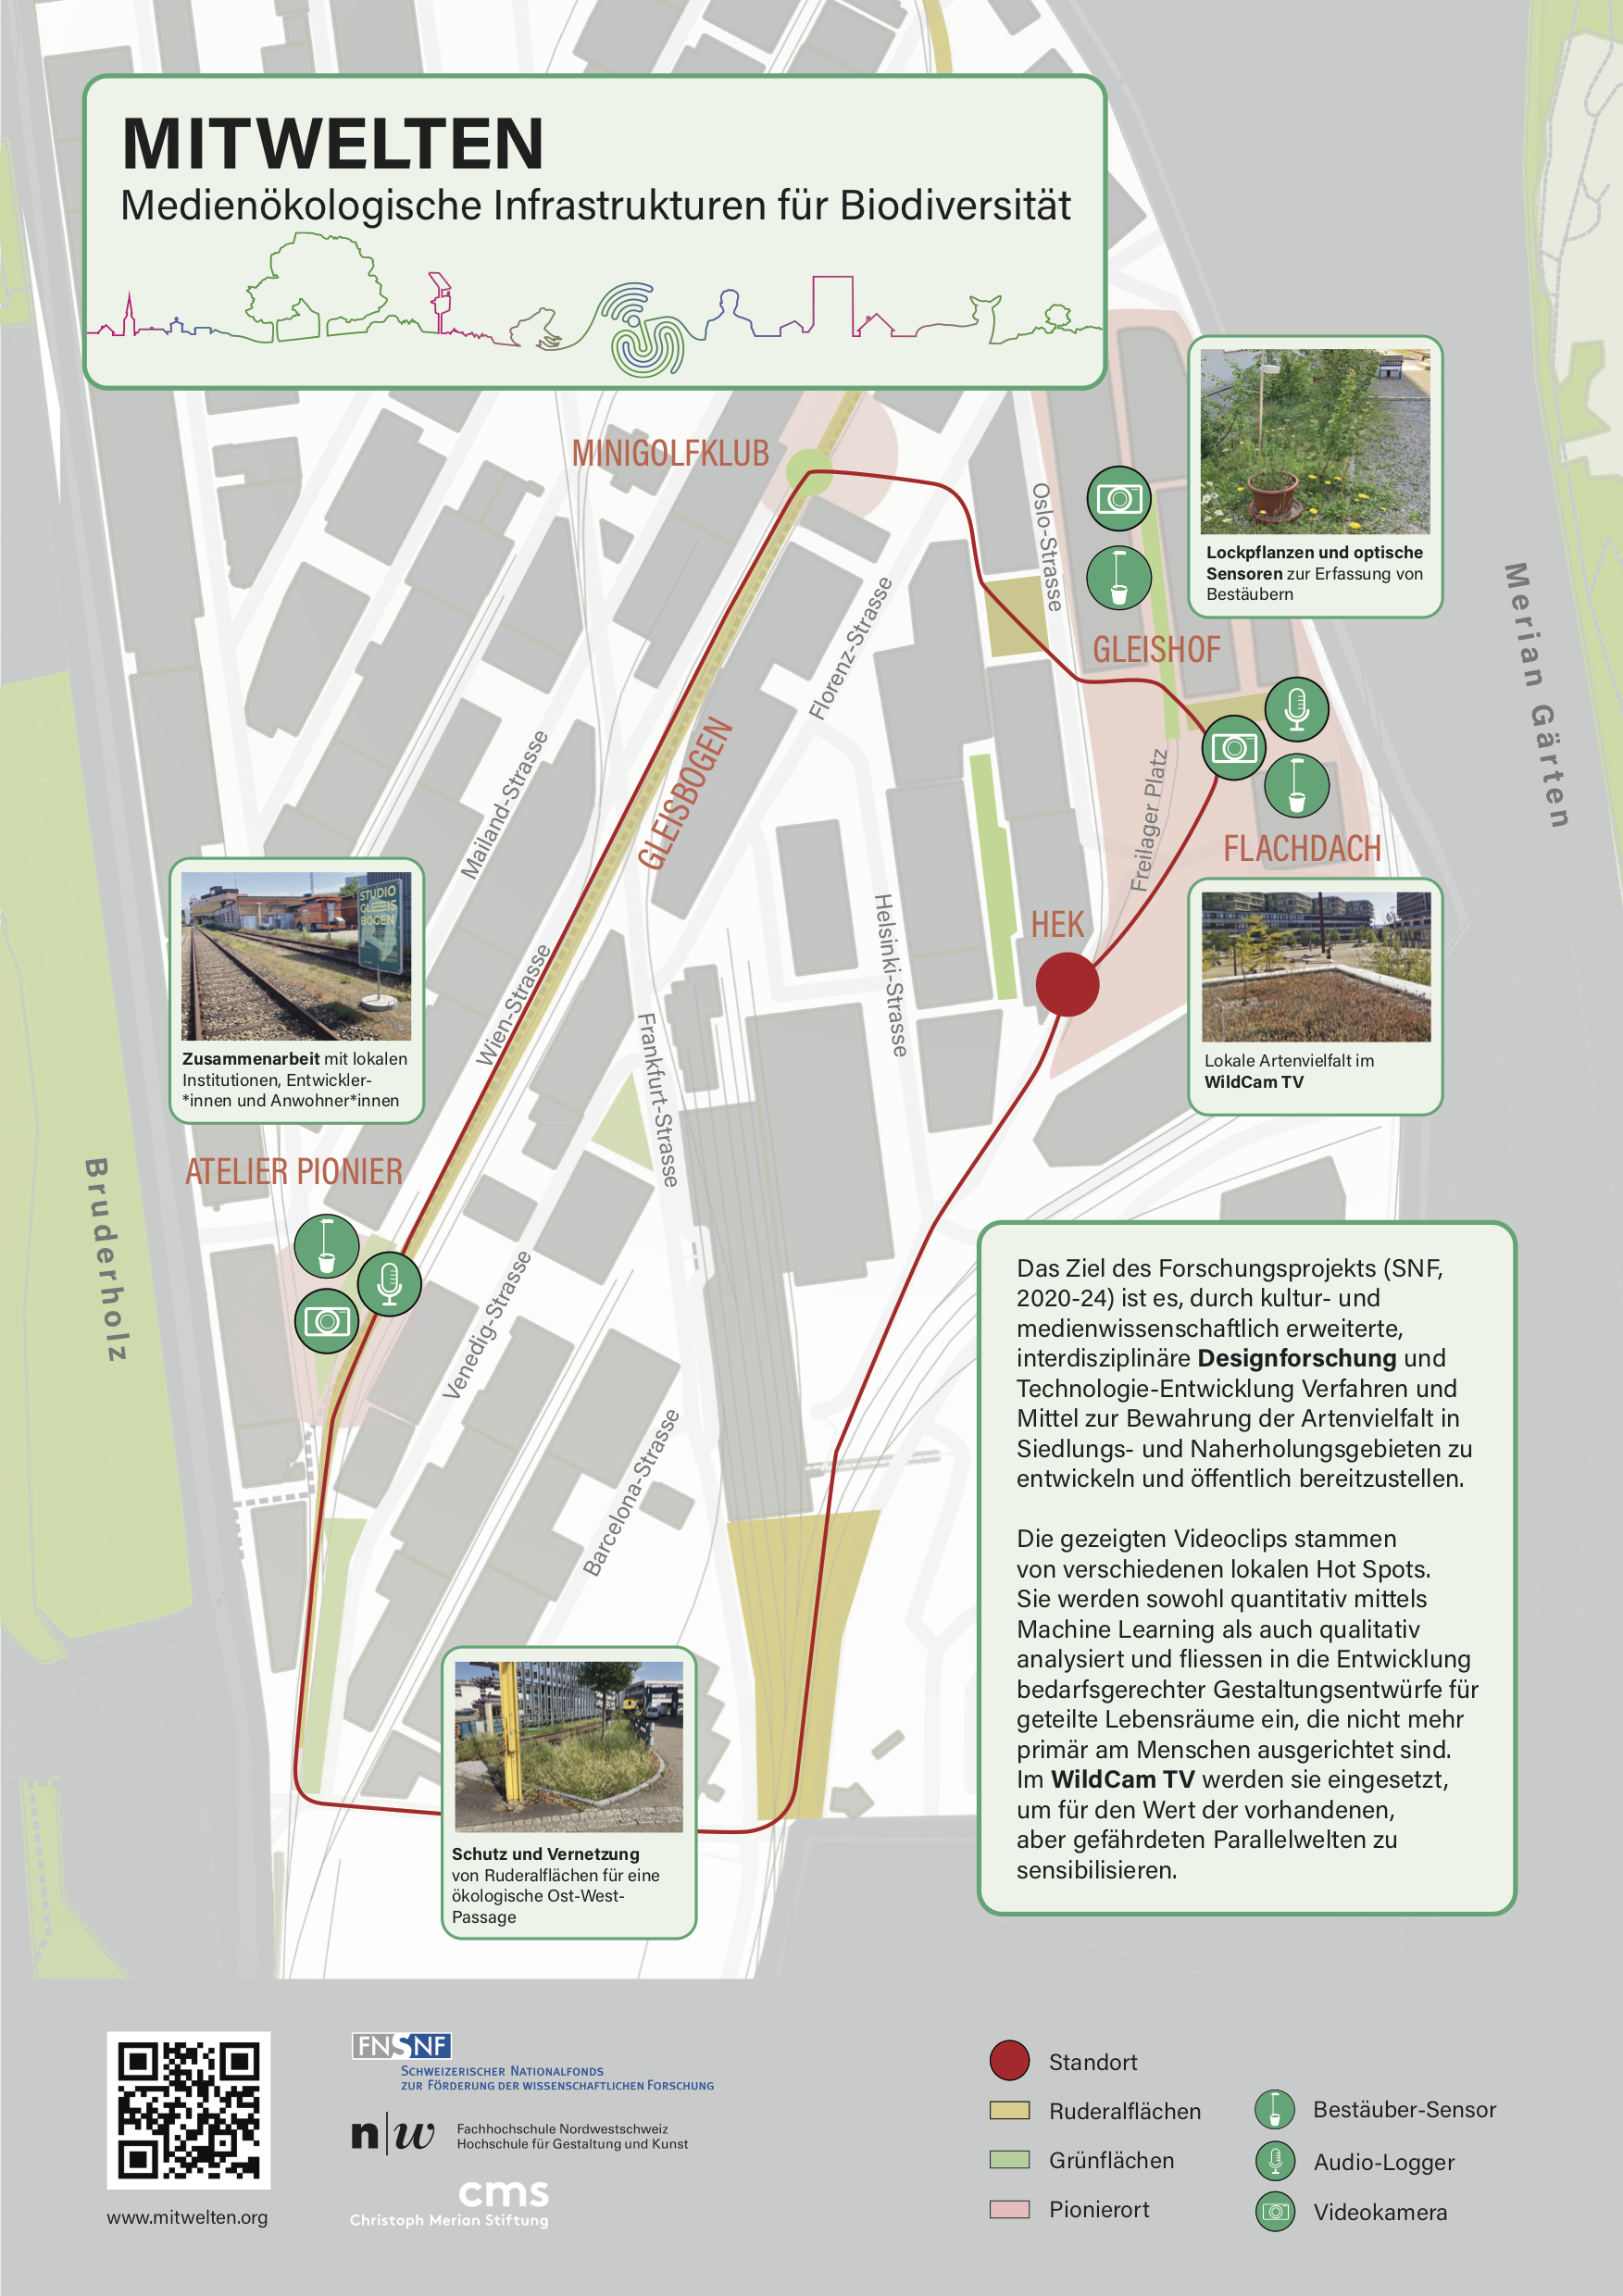 MITWELTEN
Medienökologische Infrastrukturen für Biodiversität
MINIGOLFKLUB
Oslo-Strasse
Lockpflanzen und optische
Sensoren zur Erfassung von
Bestäubern
GLEISHOF
Merian Gärten
Florenz-Strasse
GLEISBOGEN
Mailand-Strasse
Freilager Platz
FLACHDACH
STUDIO
GLEIS
BOGEN
Zusammenarbeit mit lokalen
Institutionen, Entwickler-
*innen und Anwohner*innen
HEK
Helsinki-Strasse
Wien-Strasse
Frankfurt-Strasse
Lokale Artenvielfalt im
WildCam TV
ATELIER PIONIER
Bruderholz
Venedig-Strasse
Barcelona-Strasse
Das Ziel des Forschungsprojekts (SNF,
2020-24) ist es, durch kultur- und
medienwissenschaftlich erweiterte,
interdisziplinäre Designforschung und
Technologie-Entwicklung Verfahren und
Mittel zur Bewahrung der Artenvielfalt in
Siedlungs- und Naherholungsgebieten zu
entwickeln und öffentlich bereitzustellen.
Die gezeigten Videoclips stammen
von verschiedenen lokalen Hot Spots.
Sie werden sowohl quantitativ mittels
Machine Learning als auch qualitativ
analysiert und fliessen in die Entwicklung
bedarfsgerechter Gestaltungsentwürfe für
geteilte Lebensräume ein, die nicht mehr
primär am Menschen ausgerichtet sind.
Im WildCam TV werden sie eingesetzt,
um für den Wert der vorhandenen,
aber gefährdeten Parallelwelten zu
sensibilisieren.
Schutz und Vernetzung
von Ruderalflächen für eine
ökologische Ost-West-
Passage
www.mitwelten.org
FNSNF
SCHWEIZERISCHER NATIONALFONDS
ZUR FÖRDERUNG DER WISSENSCHAFTLICHEN FORSCHUNG
n|w
Fachhochschule Nordwestschweiz
Hochschule für Gestaltung und Kunst
cms
Christoph Merian Stiftung
Standort
Ruderalflächen
Grünflächen
Pionierort
Bestäuber-Sensor
Audio-Logger
Videokamera